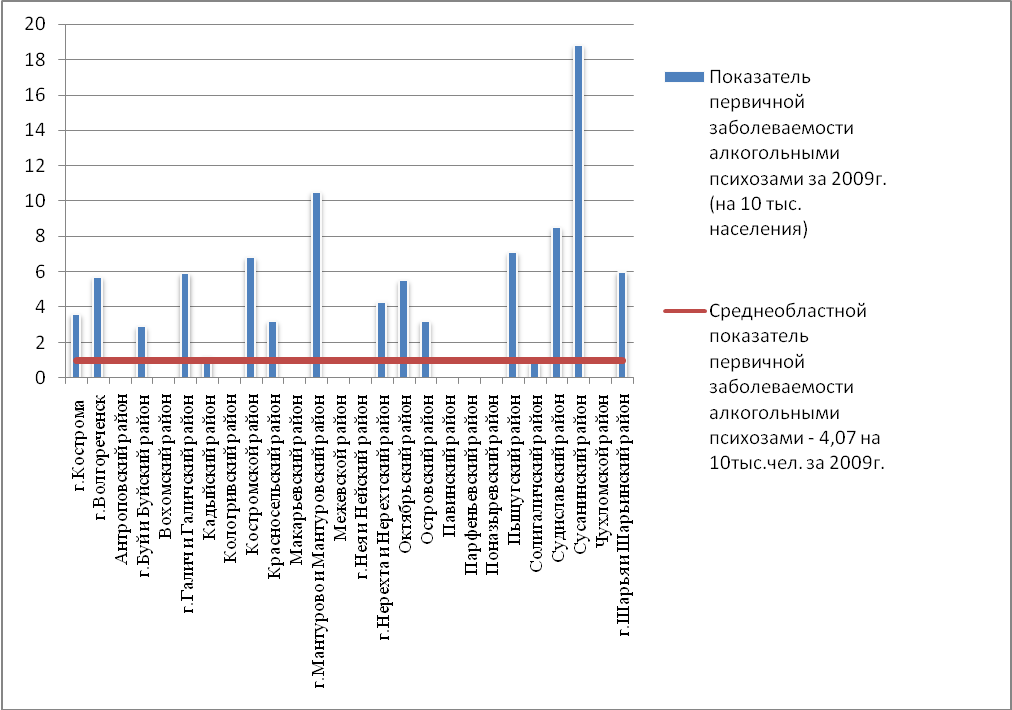 20
18
16
14
12
10
8
6
4
2
0
г.Кострома
г.Волгореченск
Антроповский район
г.Буй и Буйский район
Вохомский район
г.Галич и Галичский район
Кадыйский район
Кологривский район
Костромской район
Красносельский район
Макарьевский район
г.Мантурово и Мантуровский район
Межевской район
г.Нея и Нейский район
г.Нерехта и Нерехтский район
Октябрьский район
Островский район
Павинский район
Парфеньевский район
Поназыревский район
Пыщугский район
Солигаличский район
Судиславский район
Сусанинский район
Чухломской район
г.Шарья и Шарьинский район
Показатель
первичной
заболеваемости
алкогольными
психозами за 2009г.
(на 10 тыс.
населения)
Среднеобластной
показатель
первичной
заболеваемости
алкогольными
психозами - 4,07 на
10тыс.чел. за 2009г.